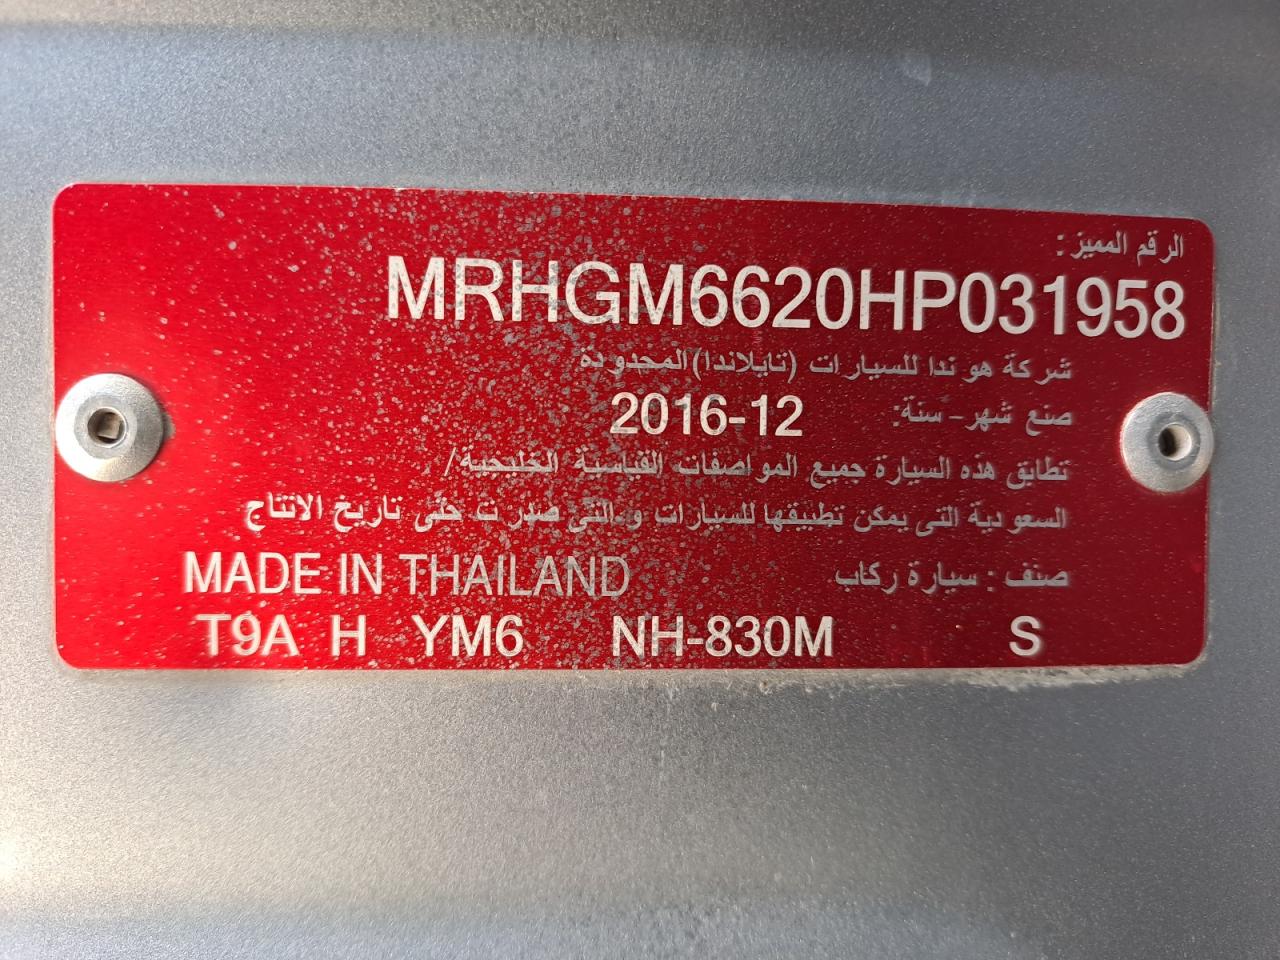 الرقم المميز:
MRHGM6620HP031958
شركة هوندا للسيارات (تايلاندا) المحدوده
صنع شهر - سنة: 2016-12
تطابق هذه السيارة جميع المواصفات القياسية الخليجية/
السعودية التى يمكن تطبيقها للسيارات والتى صدرت حتى تاريخ الانتاج
صنف : سيارة ركاب MADE IN THAILAND
T9A H YM6 NH-830M S